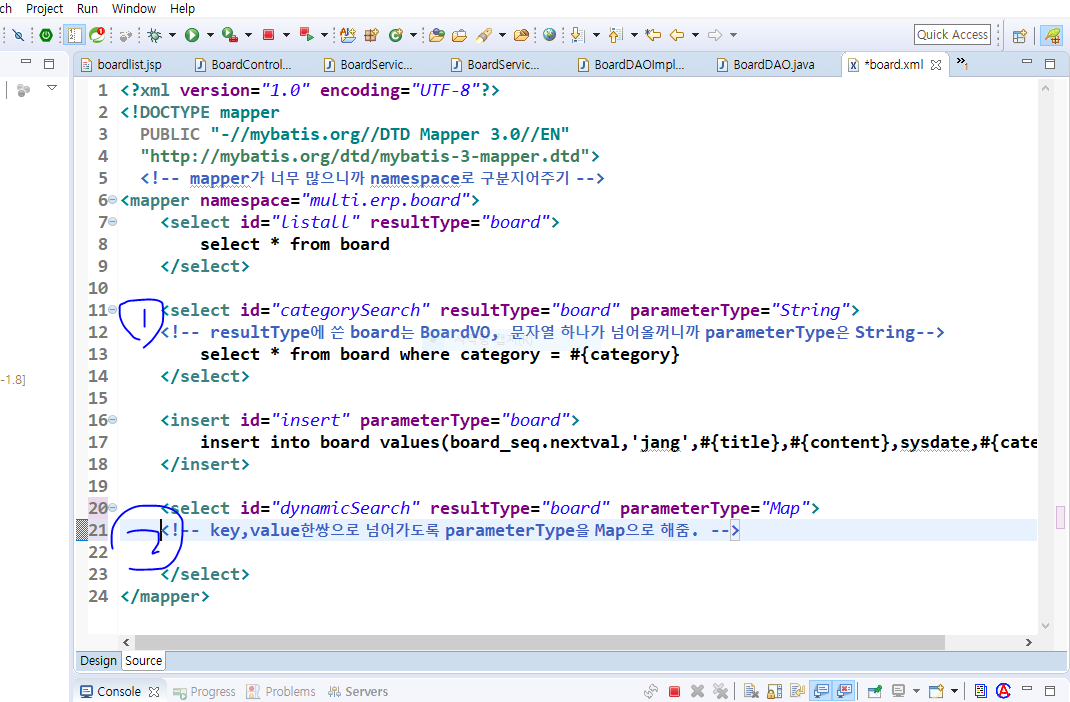 ch Project Run Window Help
Quick Access
boardlist.jsp BoardControl... BoardServic... BoardServic... BoardDAOImpl... BoardDAO.java *board.xml »1
1 <?xml version="1.0" encoding="UTF-8"?>
2 <!DOCTYPE mapper
3 PUBLIC "-//mybatis.org//DTD Mapper 3.0//EN"
4 "http://mybatis.org/dtd/mybatis-3-mapper.dtd">
5 <!-- mapper가 너무 많으니까 namespace로 구분지어주기 -->
6 <mapper namespace="multi.erp.board">
7 <select id="listall" resultType="board">
8 select * from board
9 </select>
10
11 <select id="categorySearch" resultType="board" parameterType="String">
1
12 <!-- resultType에 쓴 board는 BoardVO, 문자열 하나가 넘어올꺼니까 parameterType은 String-->
13 select * from board where category = #{category}
-1.8]
14 </select>
15
16 <insert id="insert" parameterType="board">
17 insert into board values(board_seq.nextval,'jang',#{title},#{content},sysdate,#{cate
18 </insert>
19
20 <select id="dynamicSearch" resultType="board" parameterType="Map">
21 <!-- key,value한쌍으로 넘어가도록 parameterType을 Map으로 해줌. -->
2
22
23 </select>
24 </mapper>
Design Source
Console Progress Problems Servers